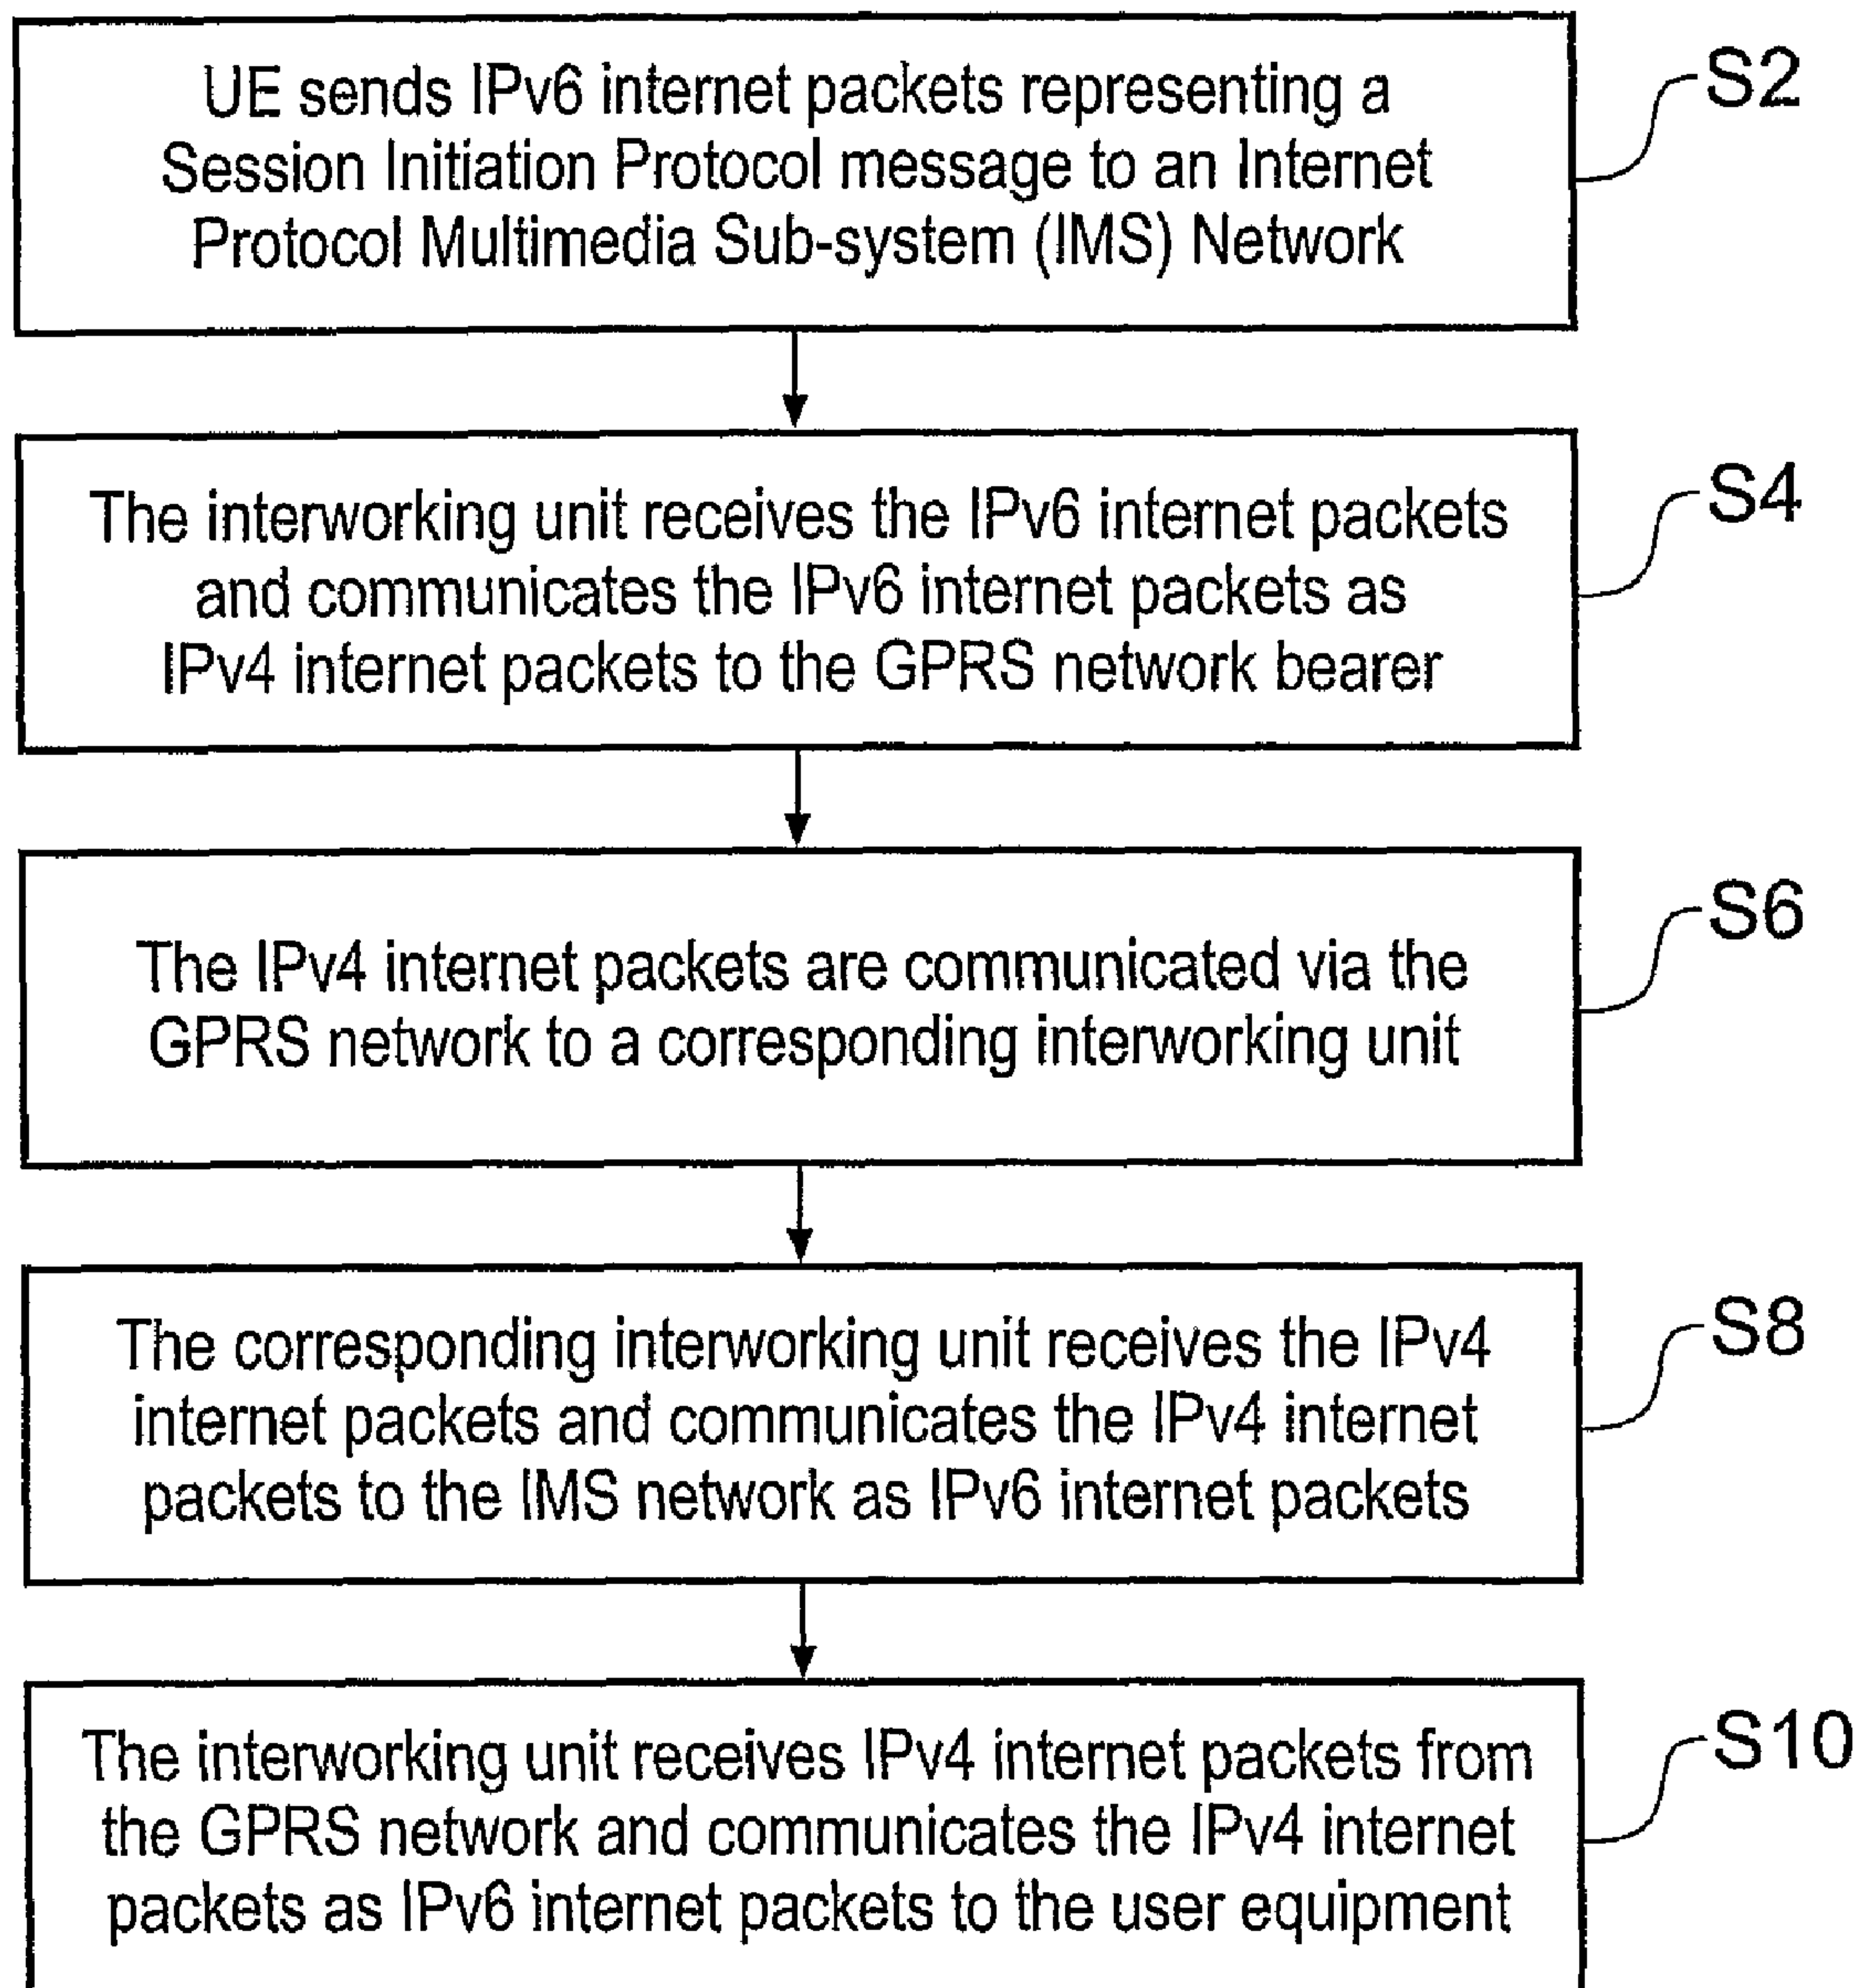 UE sends IPv6 internet packets representing a
Session Initiation Protocol message to an Internet
Protocol Multimedia Sub-system (IMS) Network
S2
The interworking unit receives the IPv6 internet packets
and communicates the IPv6 internet packets as
IPv4 internet packets to the GPRS network bearer
S4
The IPv4 internet packets are communicated via the
GPRS network to a corresponding interworking unit
S6
The corresponding interworking unit receives the IPv4
internet packets and communicates the IPv4 internet
packets to the IMS network as IPv6 internet packets
S8
The interworking unit receives IPv4 internet packets from
the GPRS network and communicates the IPv4 internet
packets as IPv6 internet packets to the user equipment
S10